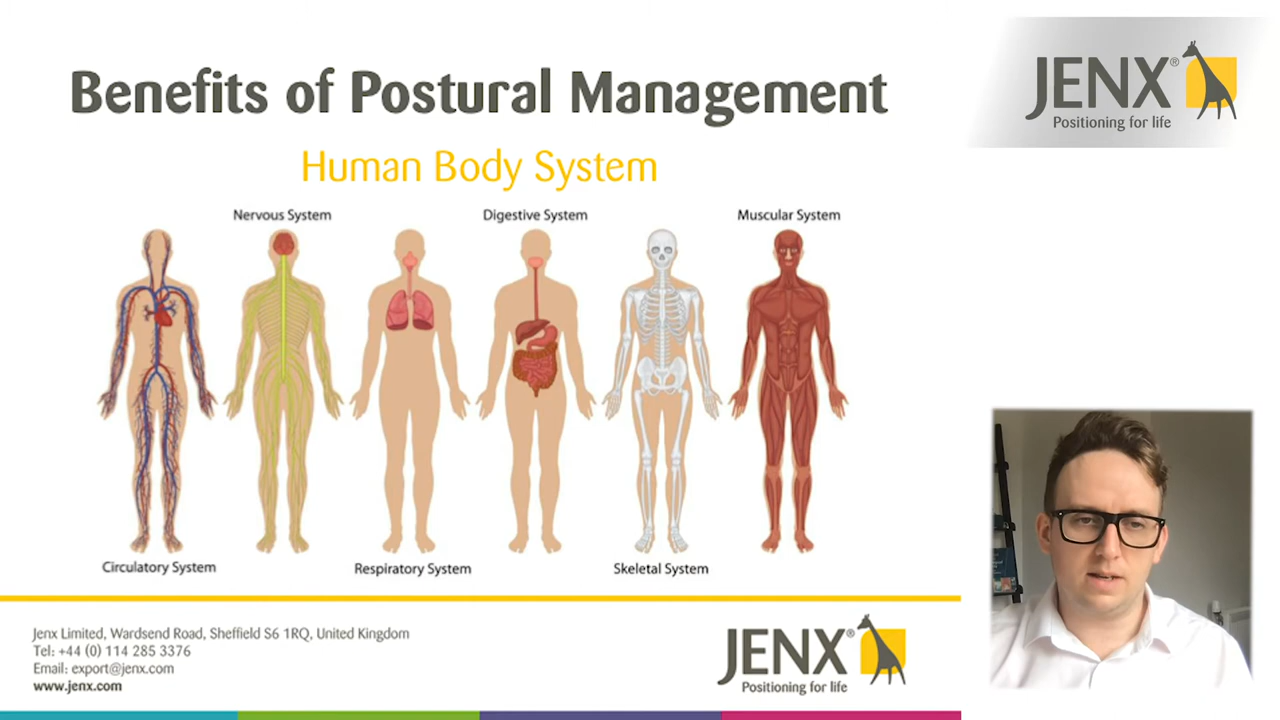 Benefits of Postural Management
JENX®
Positioning for life
Human Body System
Nervous System
Digestive System
Muscular System
Circulatory System
Respiratory System
Skeletal System
Jenx Limited, Wardsend Road, Sheffield S6 1RQ, United Kingdom
Tel: +44 (0) 114 285 3376
Email: export@jenx.com
www.jenx.com
JENX®
Positioning for life